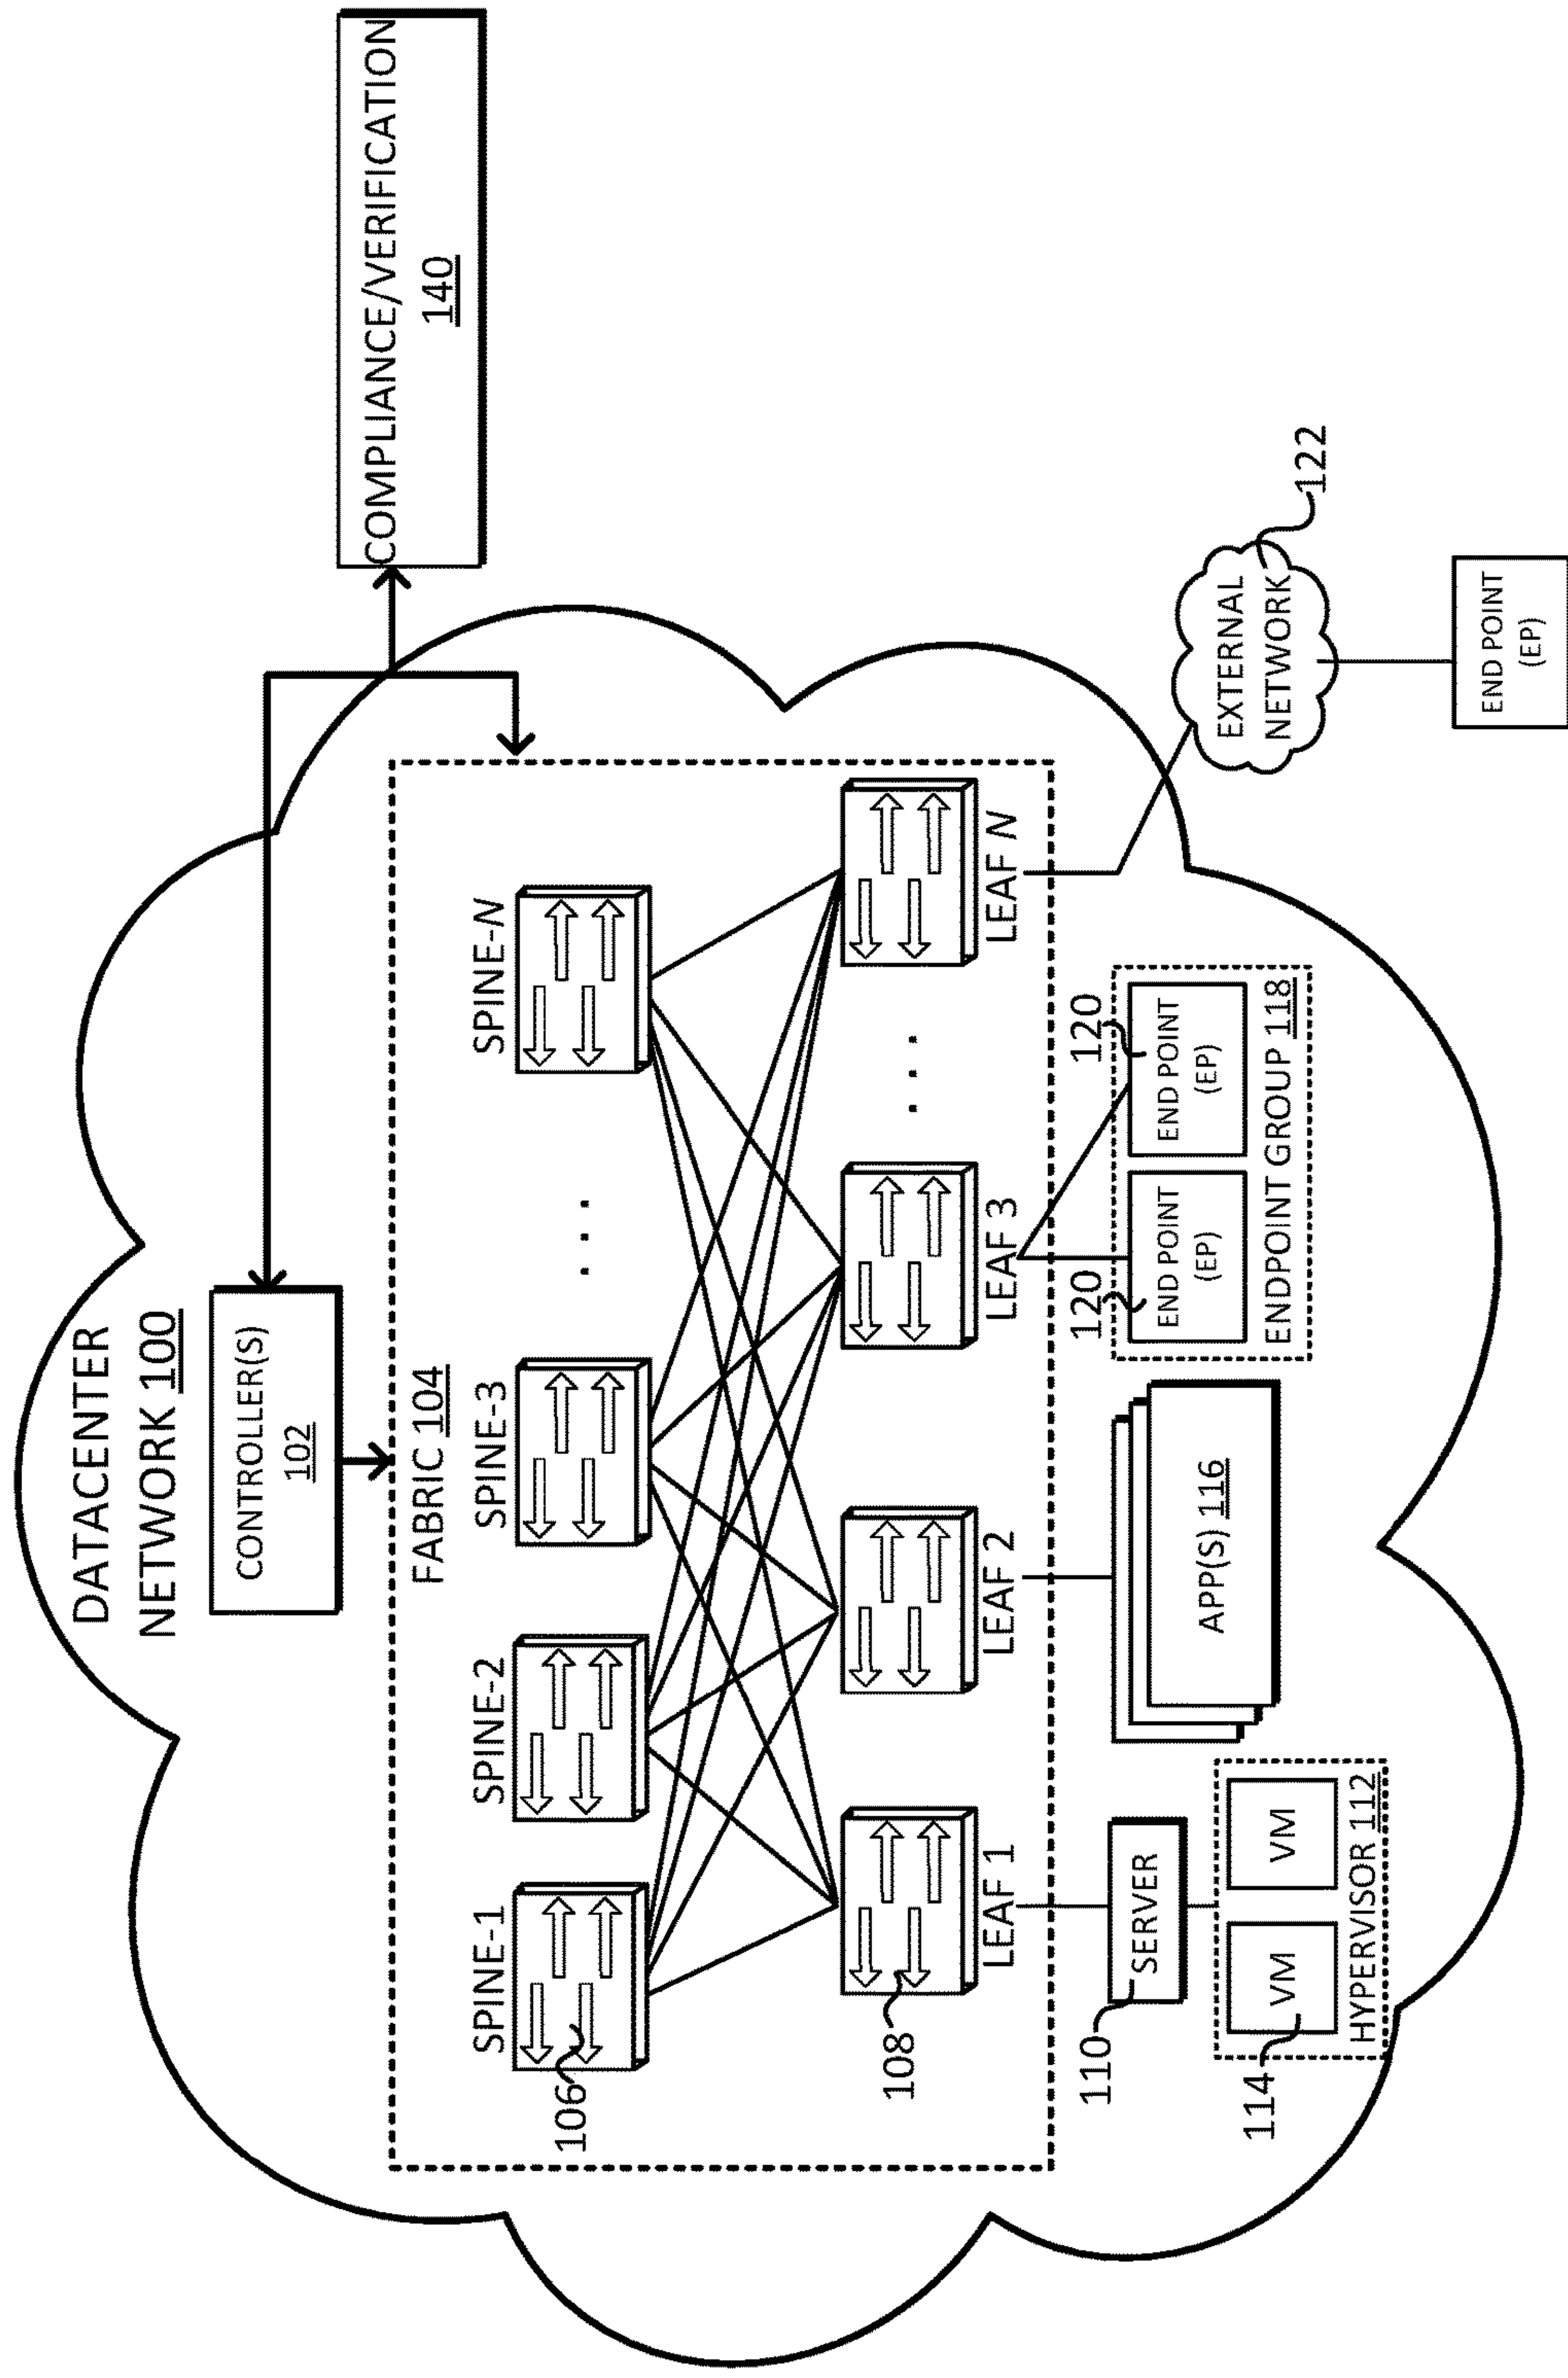 DATACENTER
NETWORK 100
CONTROLLER(S)
102
COMPLIANCE/VERIFICATION
140
FABRIC 104
SPINE-1
SPINE-2
SPINE-3
. . .
SPINE-N
106
108
LEAF 1
LEAF 2
LEAF 3
. . .
LEAF N
110
SERVER
114
VM
VM
HYPERVISOR 112
APP(S) 116
120
120
END POINT
(EP)
END POINT
(EP)
ENDPOINT GROUP 118
EXTERNAL
NETWORK
122
END POINT
(EP)